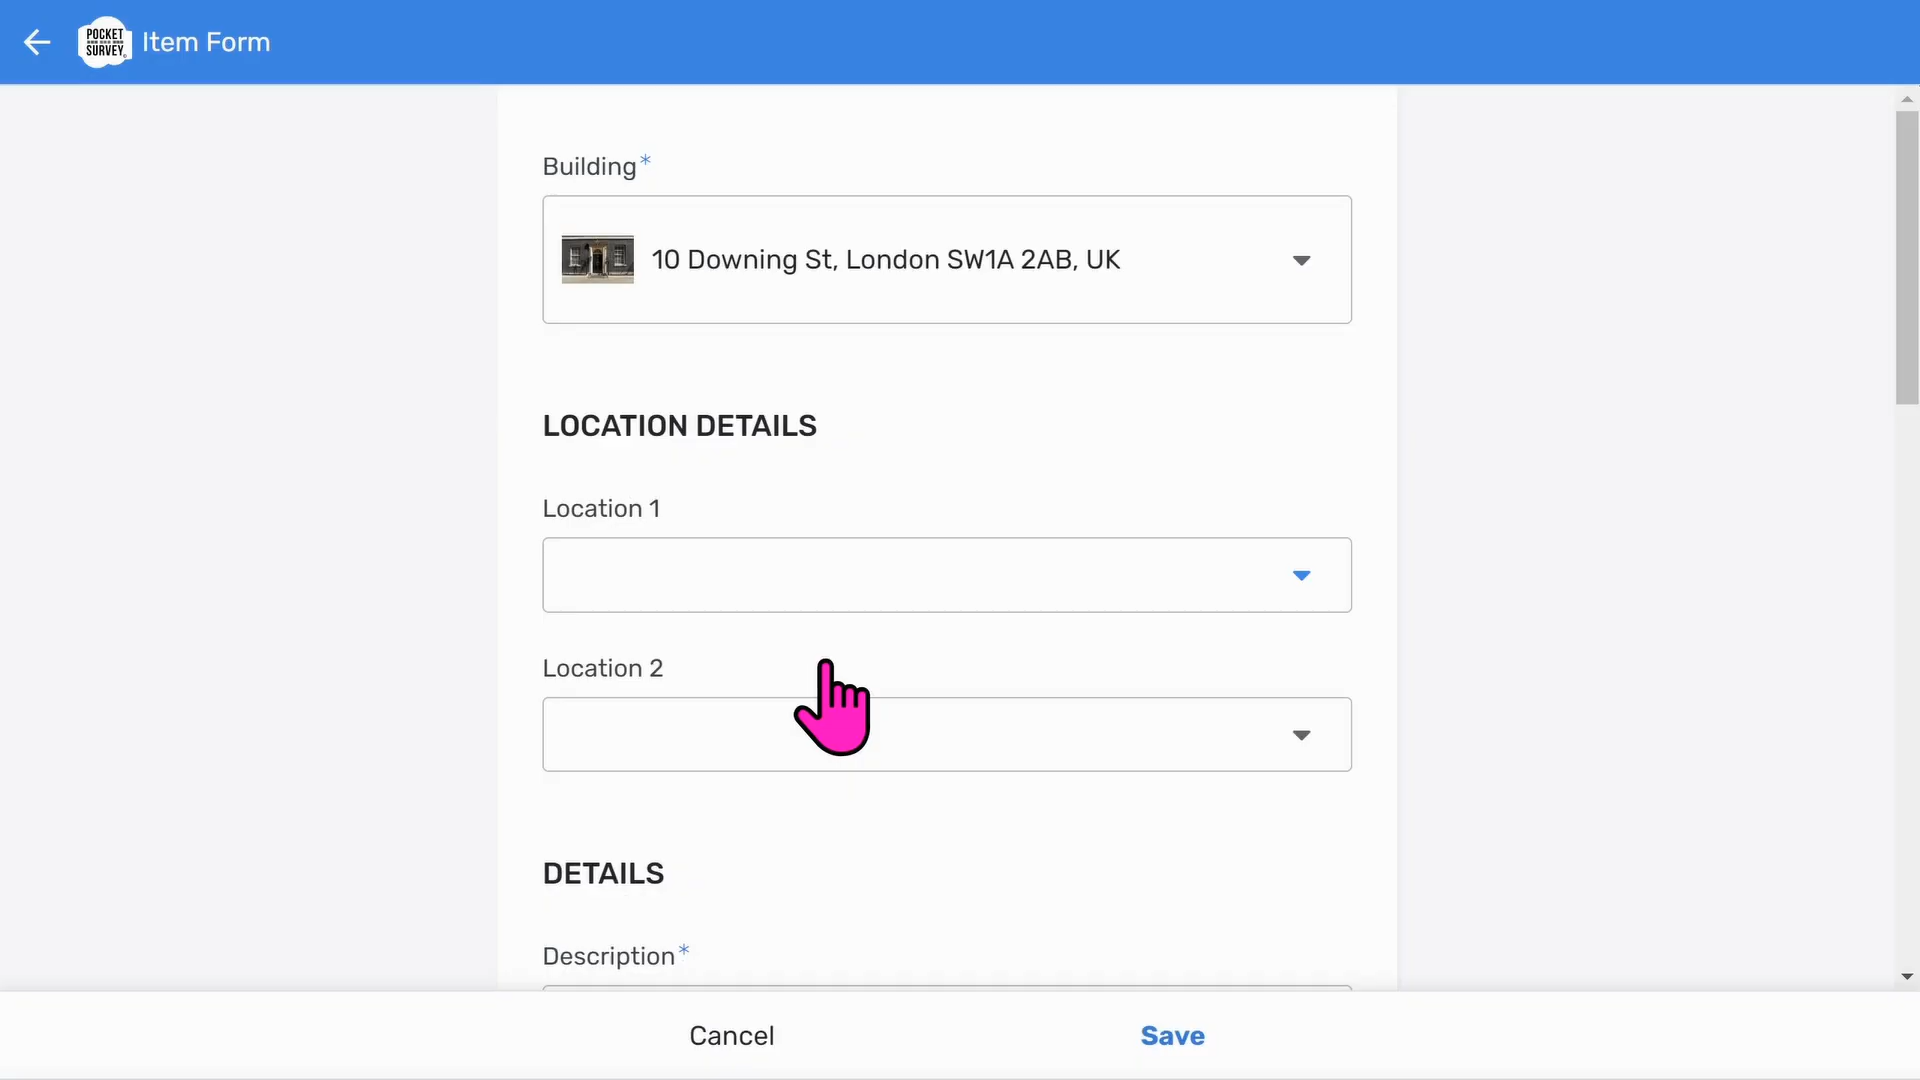 POCKET
SURVEY
Item Form
Building*
10 Downing St, London SW1A 2AB, UK
LOCATION DETAILS
Location 1
Location 2
DETAILS
Description*
Cancel
Save